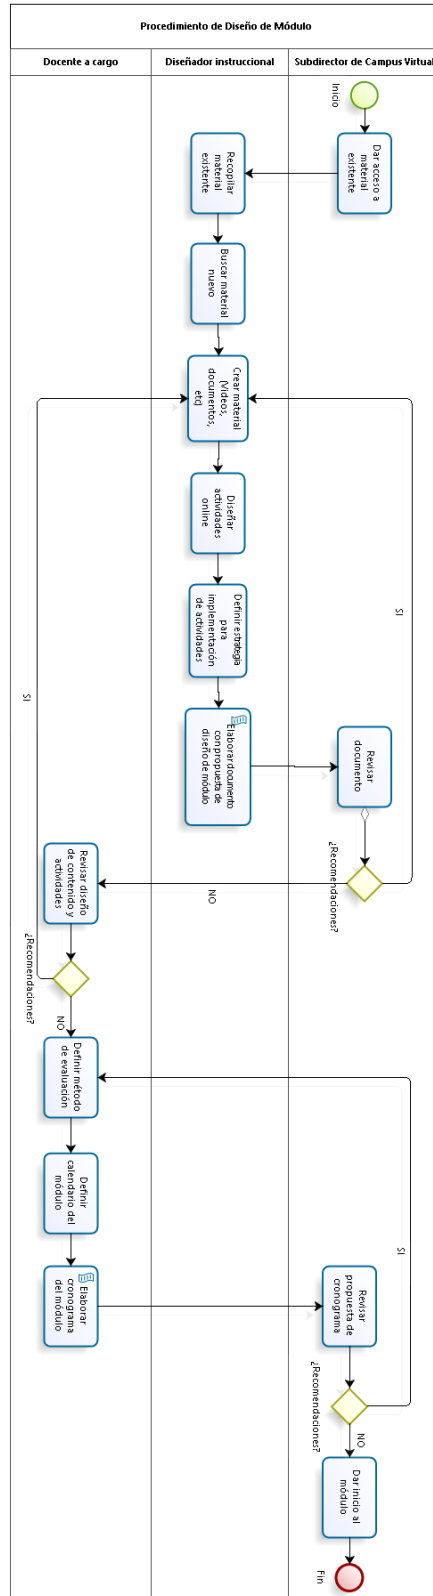 Procedimiento de Diseño de Módulo
Docente a cargo
Diseñador instruccional
Subdirector de Campus Virtual
Inicio
Dar acceso a
material
existente
Recopilar
material
existente
Buscar material
nuevo
Crear material
(Videos,
documentos,
etc)
Diseñar
actividades
online
Definir estrategia
para
implementación
de actividades
Elaborar documento
con propuesta de
diseño de módulo
Revisar
documento
¿Recomendaciones?
SI
NO
Revisar diseño
de contenido y
actividades
¿Recomendaciones?
SI
NO
Definir método
de evaluación
Definir
calendario del
módulo
Elaborar
cronograma
del módulo
Revisar
propuesta de
cronograma
¿Recomendaciones?
SI
NO
Dar inicio al
módulo
Fin